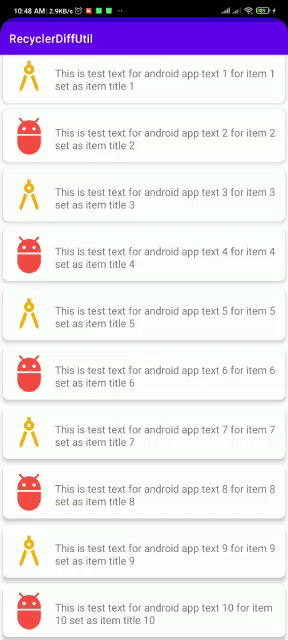 10:48 AM | 2.9KB/s
RecyclerDiffUtil
This is test text for android app text 1 for item 1
set as item title 1
This is test text for android app text 2 for item 2
set as item title 2
This is test text for android app text 3 for item 3
set as item title 3
This is test text for android app text 4 for item 4
set as item title 4
This is test text for android app text 5 for item 5
set as item title 5
This is test text for android app text 6 for item 6
set as item title 6
This is test text for android app text 7 for item 7
set as item title 7
This is test text for android app text 8 for item 8
set as item title 8
This is test text for android app text 9 for item 9
set as item title 9
This is test text for android app text 10 for item
10 set as item title 10